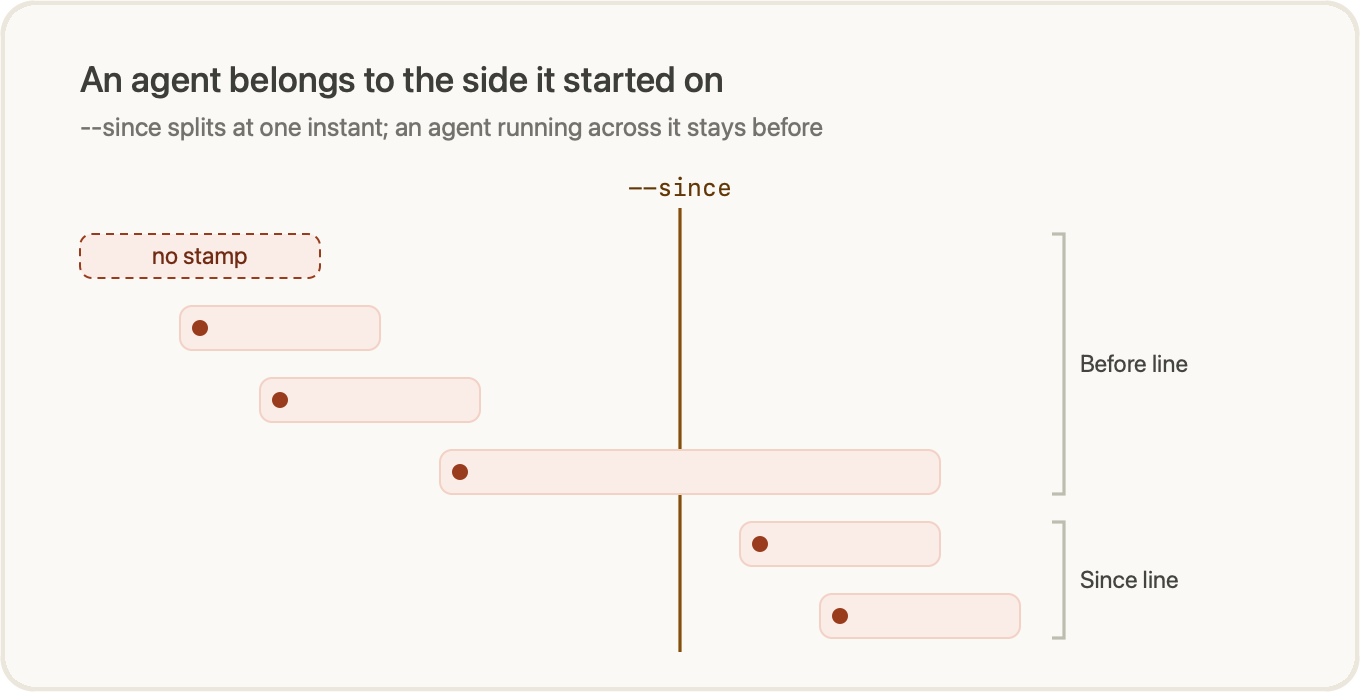 An agent belongs to the side it started on
--since splits at one instant; an agent running across it stays before
--since
no stamp
Before line
Since line